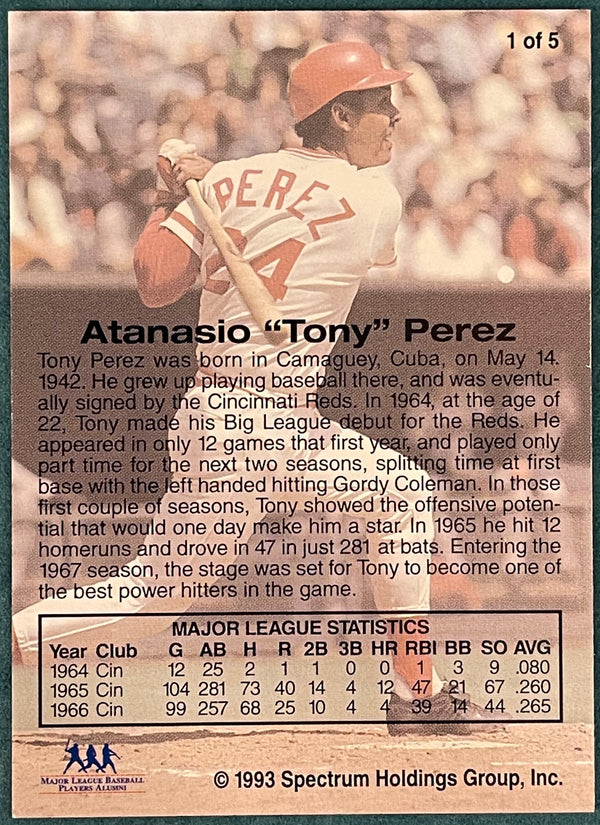 1 of 5
PEREZ
24
Atanasio "Tony" Perez
Tony Perez was born in Camaguey, Cuba, on May 14.
1942. He grew up playing baseball there, and was eventu-
ally signed by the Cincinnati Reds. In 1964, at the age of
22, Tony made his Big League debut for the Reds. He
appeared in only 12 games that first year, and played only
part time for the next two seasons, splitting time at first
base with the left handed hitting Gordy Coleman. In those
first couple of seasons, Tony showed the offensive poten-
tial that would one day make him a star. In 1965 he hit 12
homeruns and drove in 47 in just 281 at bats. Entering the
1967 season, the stage was set for Tony to become one of
the best power hitters in the game.
MAJOR LEAGUE STATISTICS
Year Club G AB H R 2B 3B HR RBI BB SO AVG
1964 Cin 12 25 2 1 1 0 0 1 3 9 .080
1965 Cin 104 281 73 40 14 4 12 47 21 67 .260
1966 Cin 99 257 68 25 10 4 4 39 14 44 .265
MAJOR LEAGUE BASEBALL
PLAYERS ALUMNI
© 1993 Spectrum Holdings Group, Inc.